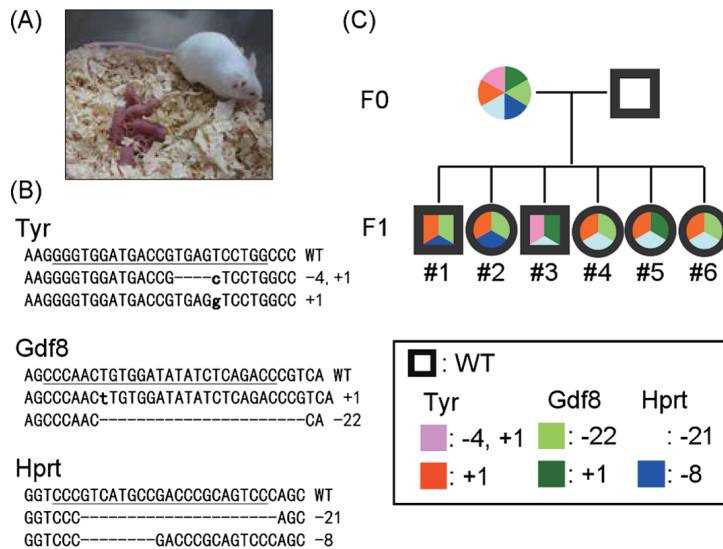 (A)
(C)
F0
F1
#1 #2 #3 #4 #5 #6
(B)
Tyr
AAGGGGTGGATGACCGTGAGTCCTGGCCC WT
AAGGGGTGGATGACCG----cTCCTGGCCC −4, +1
AAGGGGTGGATGACCGTGAGgTCCTGGCCC +1
Gdf8
AGCCCAACTGTGGATATATCTCAGACCCGTCA WT
AGCCCAACtTGTGGATATATCTCAGACCCGTCA +1
AGCCCAAC----------------------CA −22
Hprt
GGTCCCGTCATGCCGACCCGCAGTCCCAGC WT
GGTCCC---------------------AGC −21
GGTCCC--------GACCCGCAGTCCCAGC −8
: WT
Tyr Gdf8 Hprt
: -4, +1 : -22 : -21
: +1 : +1 : -8